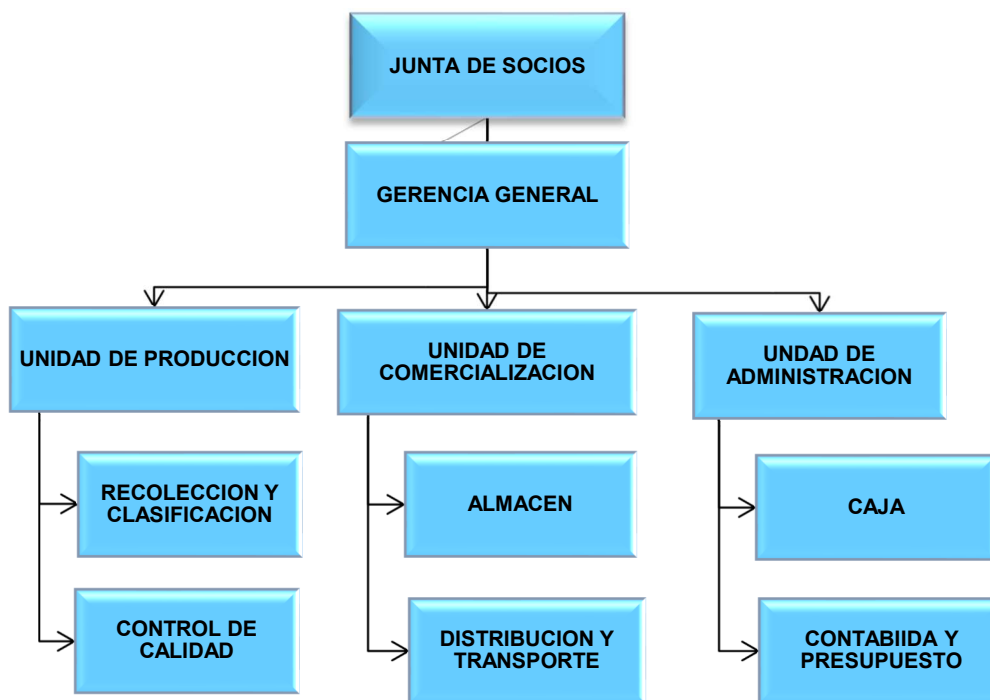 JUNTA DE SOCIOS
GERENCIA GENERAL
UNIDAD DE PRODUCCION
UNIDAD DE
COMERCIALIZACION
UNDAD DE
ADMINISTRACION
RECOLECCION Y
CLASIFICACION
ALMACEN
CAJA
CONTROL DE
CALIDAD
DISTRIBUCION Y
TRANSPORTE
CONTABIIDA Y
PRESUPUESTO